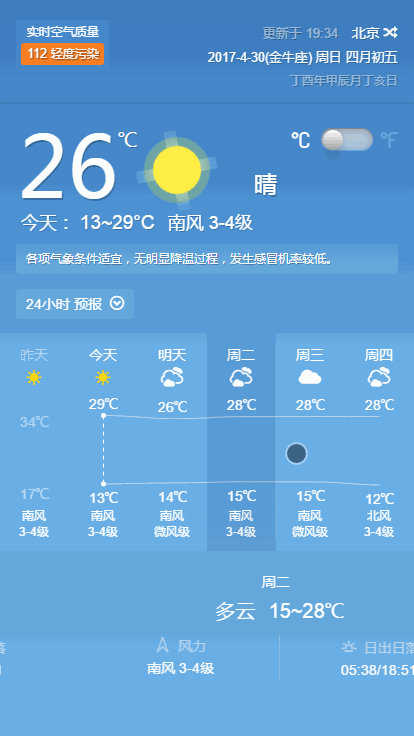 实时空气质量
112 轻度污染
更新于 19:34 北京
2017-4-30(金牛座) 周日 四月初五
丁酉年甲辰月丁亥日
26℃
晴
℃ ℉
今天： 13~29°C 南风 3-4级
各项气象条件适宜，无明显降温过程，发生感冒机率较低。
24小时 预报
昨天 今天 明天 周二 周三 周四
34℃ 29℃ 26℃ 28℃ 28℃ 28℃
17℃ 13℃ 14℃ 15℃ 15℃ 12℃
南风 南风 南风 南风 南风 北风
3-4级 3-4级 微风级 3-4级 微风级 3-4级
周二
多云 15~28℃
落 风力 日出日落
南风 3-4级 05:38/18:51